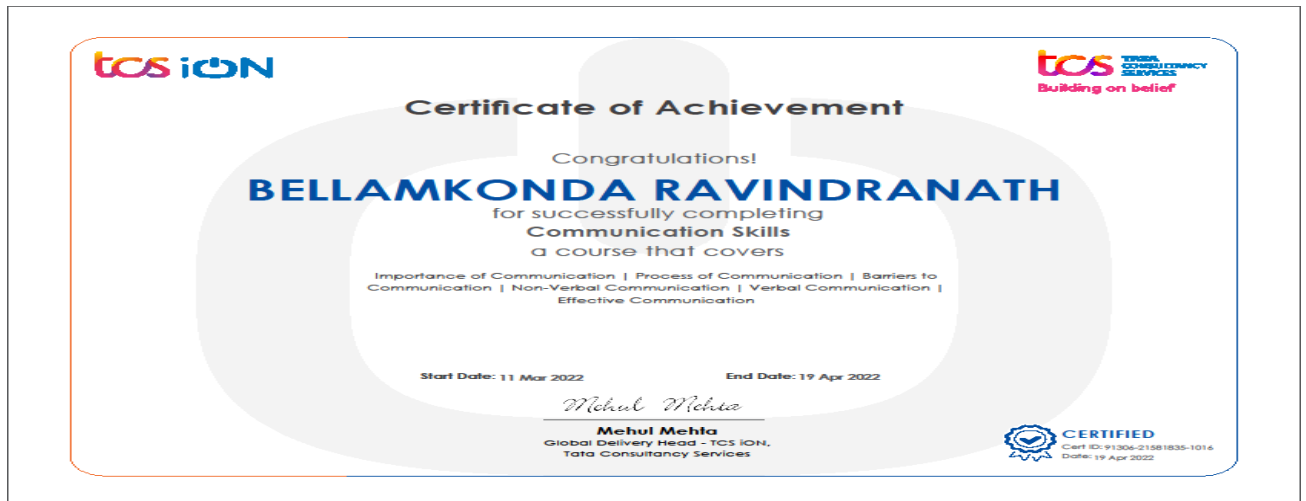 tcs iON
tcs TATA
CONSULTANCY
SERVICES
Building on belief
Certificate of Achievement
Congratulations!
BELLAMKONDA RAVINDRANATH
for successfully completing
Communication Skills
a course that covers
Importance of Communication | Process of Communication | Barriers to
Communication | Non-Verbal Communication | Verbal Communication |
Effective Communication
Start Date: 11 Mar 2022 End Date: 19 Apr 2022
Mehul Mehta
Mehul Mehta
Global Delivery Head - TCS iON,
Tata Consultancy Services
CERTIFIED
Cert ID: 91306-21581835-1016
Date: 19 Apr 2022